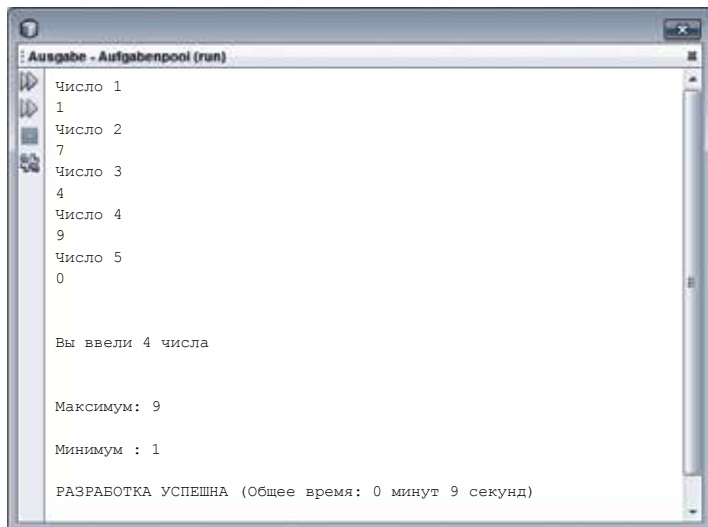 Ausgabe - Aufgabenpool (run)
Число 1
1
Число 2
7
Число 3
4
Число 4
9
Число 5
0
Вы ввели 4 числа
Максимум: 9
Минимум : 1
РАЗРАБОТКА УСПЕШНА (Общее время: 0 минут 9 секунд)